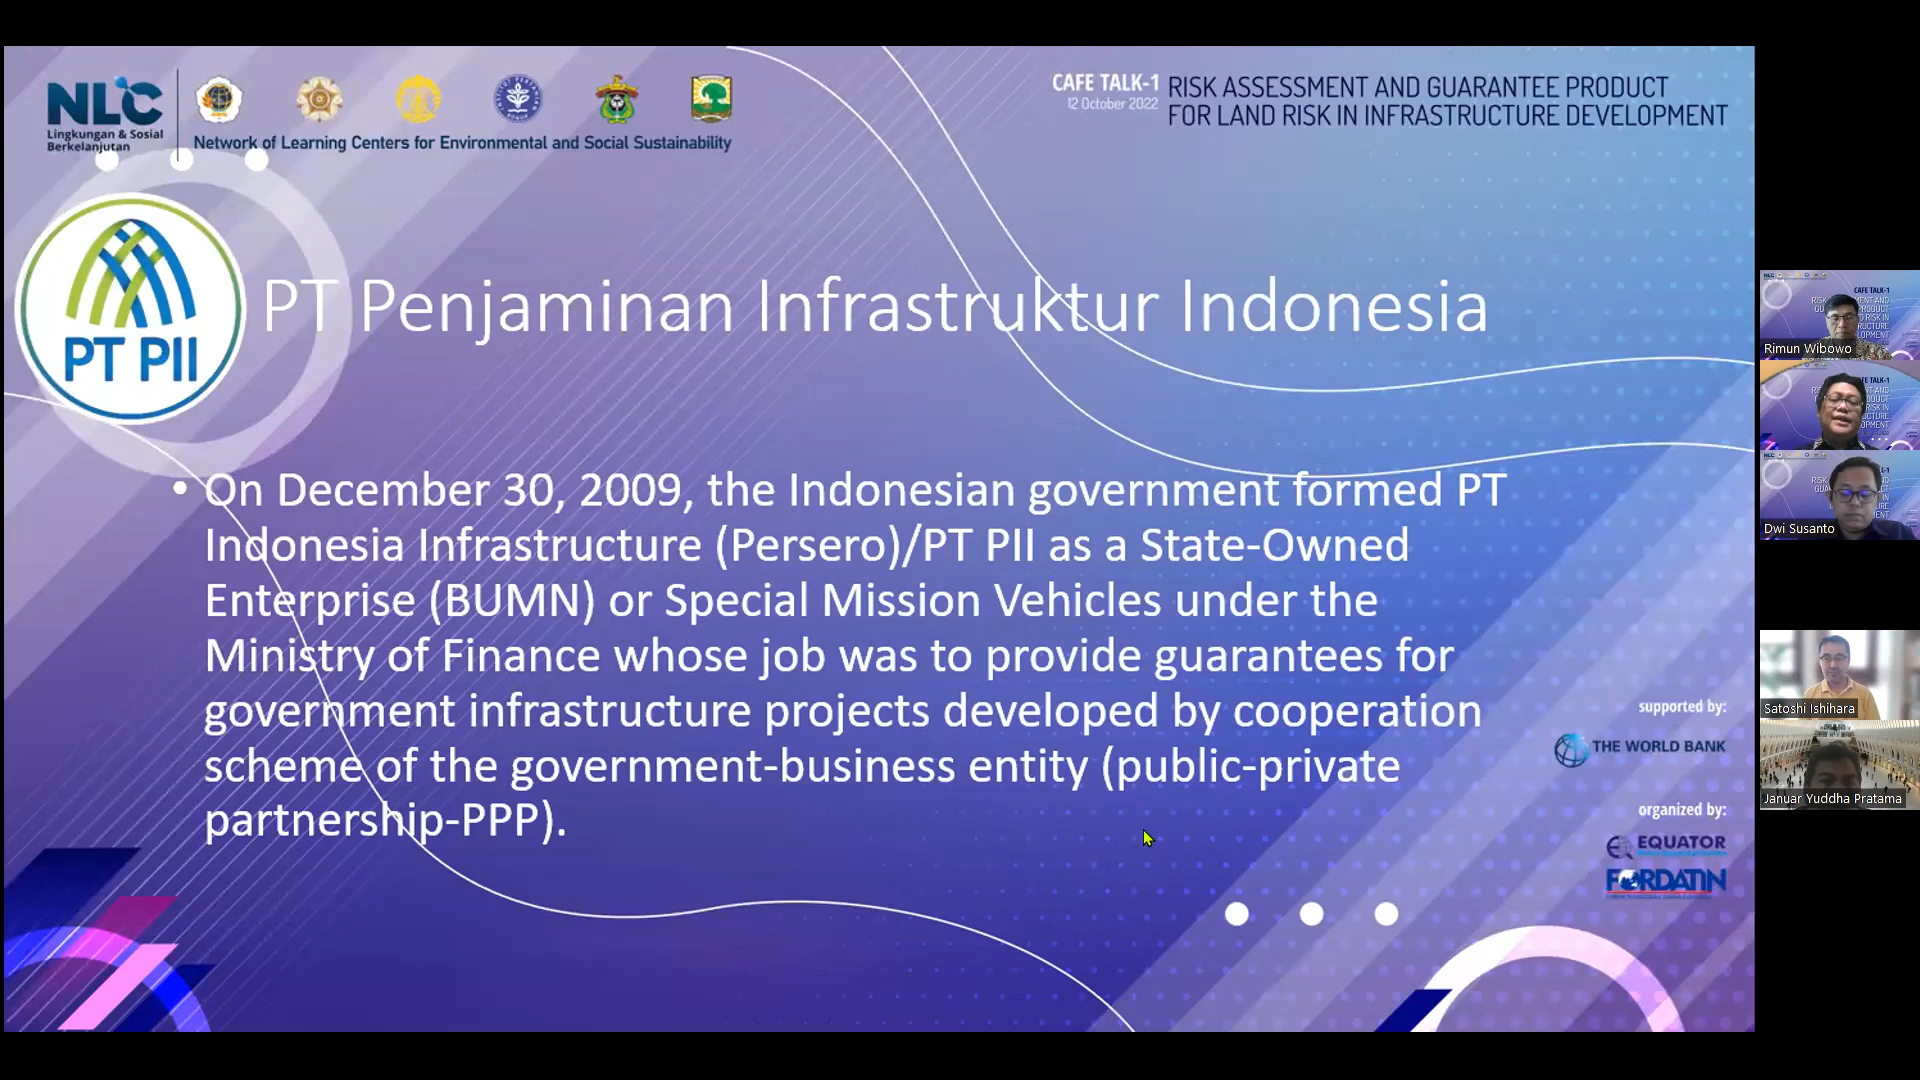 NLC
Lingkungan & Sosial
Berkelanjutan
Network of Learning Centers for Environmental and Social Sustainability
CAFE TALK-1
12 October 2022
RISK ASSESSMENT AND GUARANTEE PRODUCT
FOR LAND RISK IN INFRASTRUCTURE DEVELOPMENT
PT PII
PT Penjaminan Infrastruktur Indonesia
• On December 30, 2009, the Indonesian government formed PT
Indonesia Infrastructure (Persero)/PT PII as a State-Owned
Enterprise (BUMN) or Special Mission Vehicles under the
Ministry of Finance whose job was to provide guarantees for
government infrastructure projects developed by cooperation
scheme of the government-business entity (public-private
partnership-PPP).
supported by:
THE WORLD BANK
organized by:
EQUATOR
FORDATIN
Rimun Wibowo
Dwi Susanto
Satoshi Ishihara
Januar Yuddha Pratama